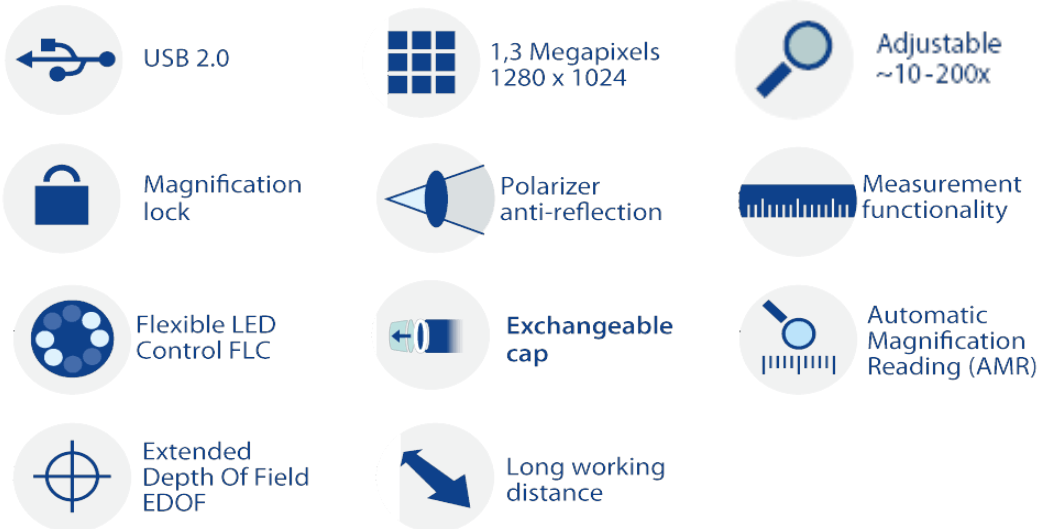 USB 2.0
1,3 Megapixels
1280 x 1024
Adjustable
~10-200x
Magnification
lock
Polarizer
anti-reflection
Measurement
functionality
Flexible LED
Control FLC
Exchangeable
cap
Automatic
Magnification
Reading (AMR)
Extended
Depth Of Field
EDOF
Long working
distance